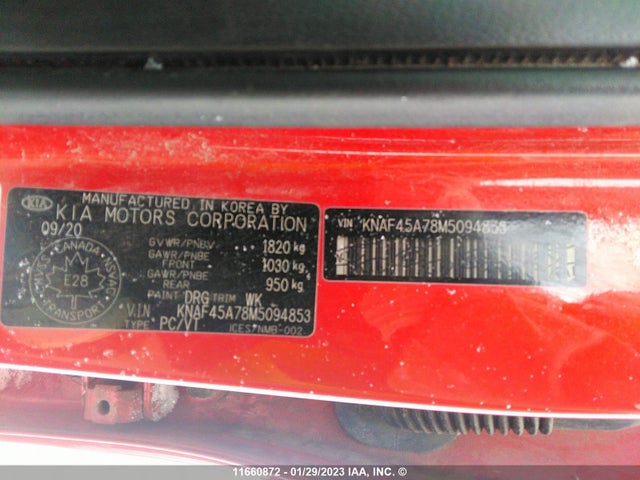 MANUFACTURED IN KOREA BY
KIA
KIA MOTORS CORPORATION
09/20
GVWR/PNBV 1820 kg
GAWR/PNBE FRONT 1030 kg
GAWR/PNBE REAR 950 kg
PAINT DRG TRIM WK
V.I.N KNAF45A78M5094853
TYPE PC/VT
ICES/NMB-002
CANADA
E28
TRANSPORT
VIN KNAF45A78M5094853
11660872 - 01/29/2023 IAA, INC. ©